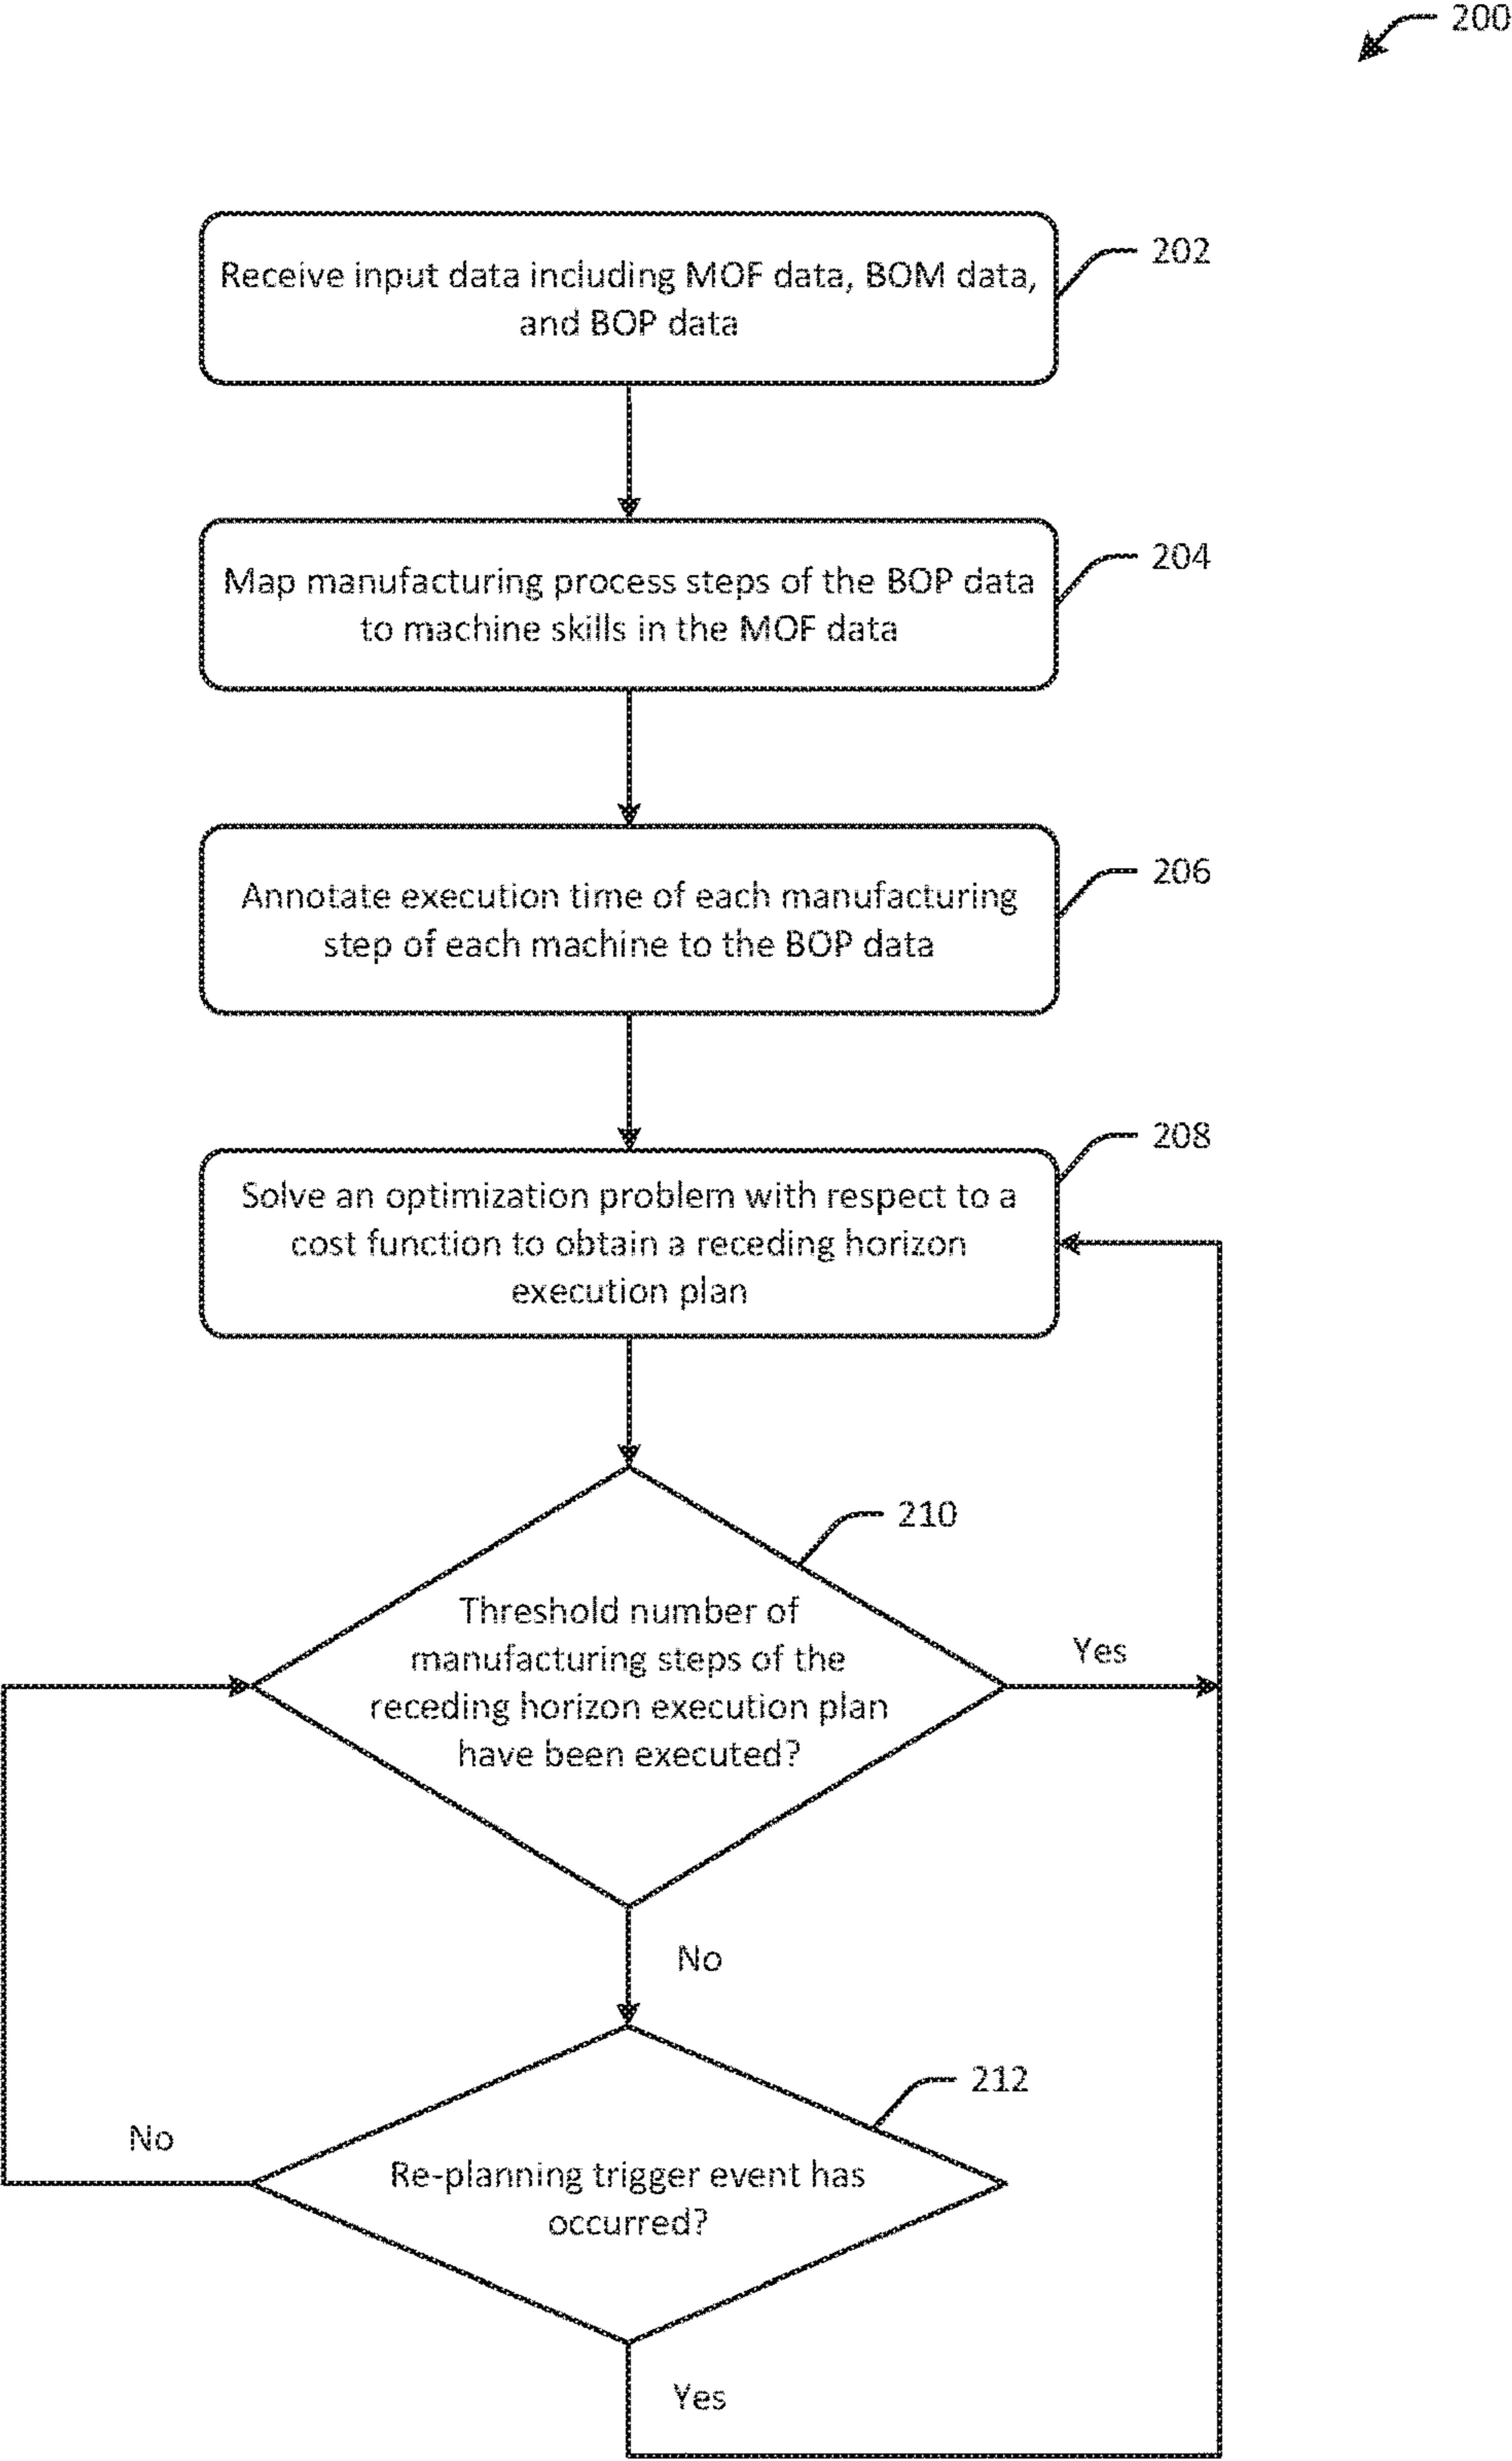 200
Receive input data including MOF data, BOM data,
and BOP data
202
Map manufacturing process steps of the BOP data
to machine skills in the MOF data
204
Annotate execution time of each manufacturing
step of each machine to the BOP data
206
208
Solve an optimization problem with respect to a
cost function to obtain a receding horizon
execution plan
210
Threshold number of
manufacturing steps of the
receding horizon execution plan
have been executed?
Yes
No
212
Re-planning trigger event has
occurred?
No
Yes